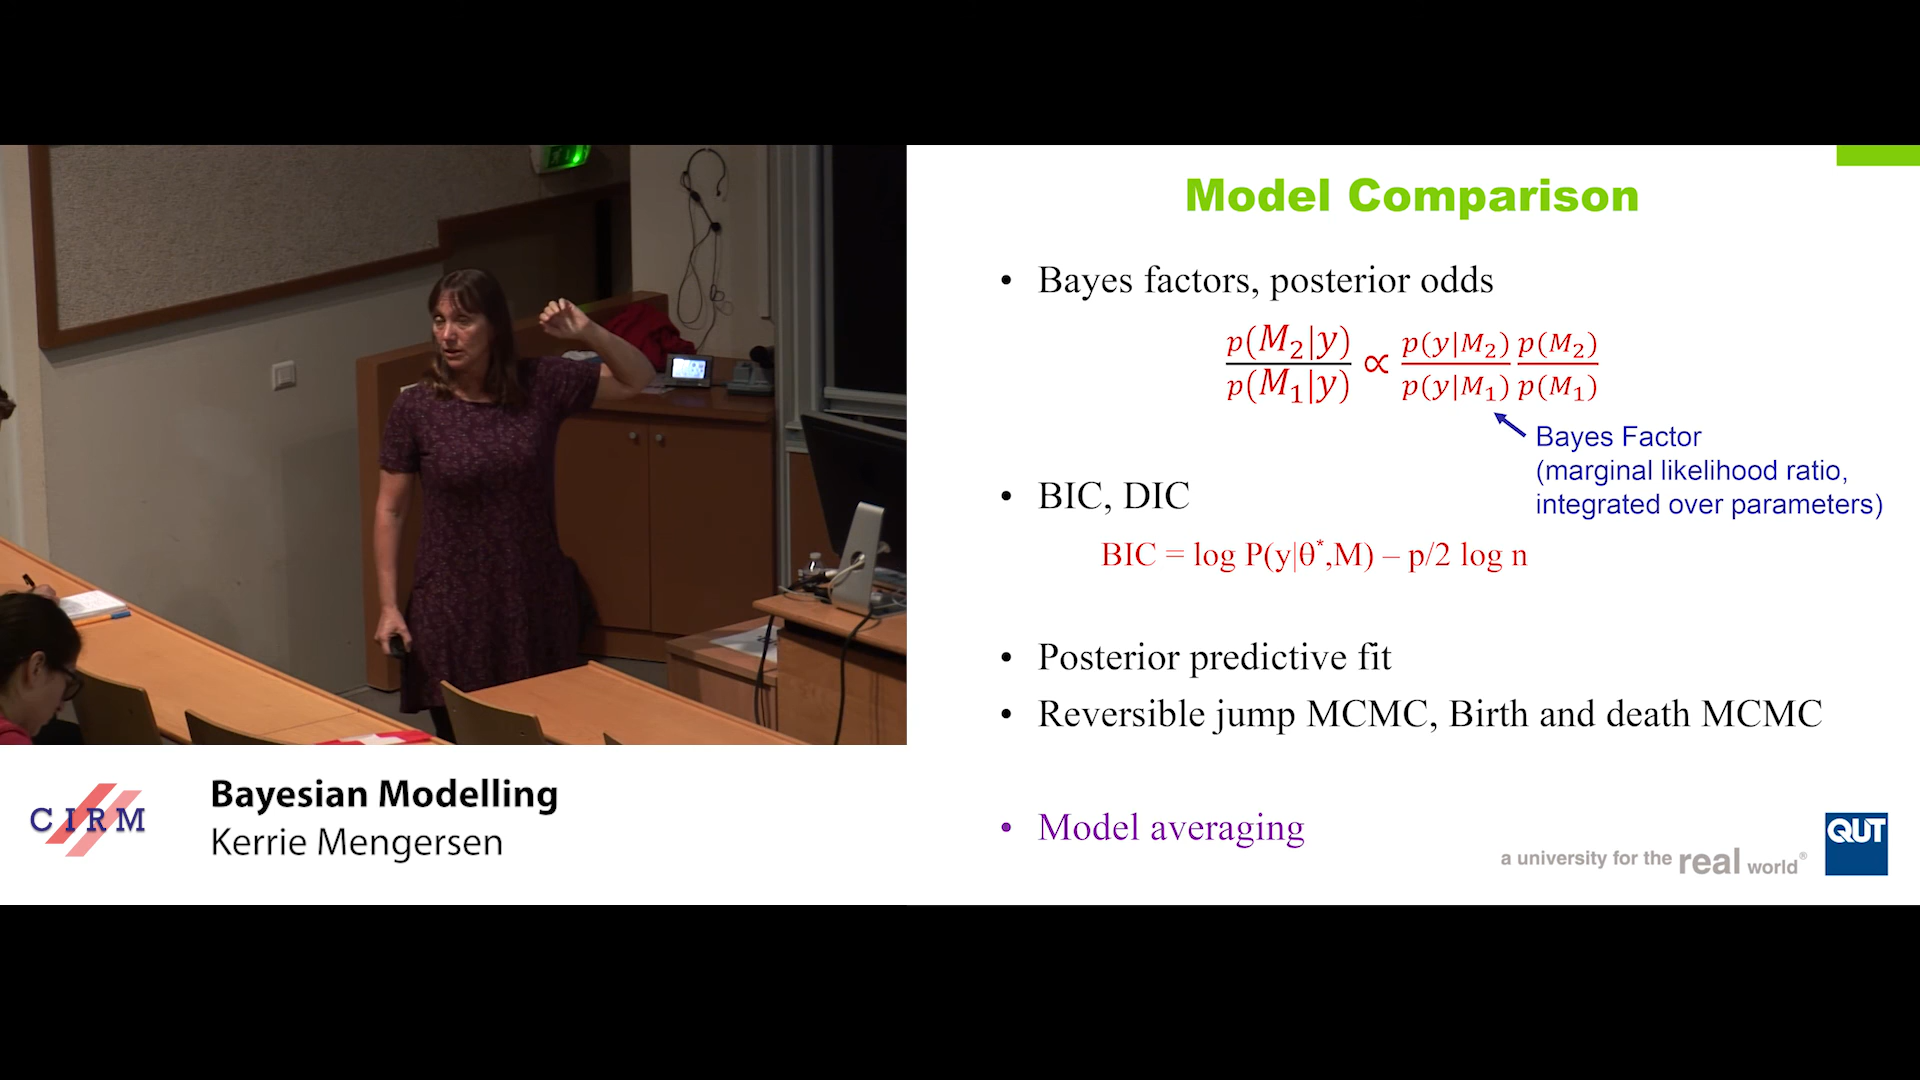 Model Comparison
• Bayes factors, posterior odds
p(M₂|y) / p(M₁|y) ∝ p(y|M₂) / p(y|M₁) p(M₂) / p(M₁)
Bayes Factor
(marginal likelihood ratio,
integrated over parameters)
• BIC, DIC
BIC = log P(y|θ*,M) – p/2 log n
• Posterior predictive fit
• Reversible jump MCMC, Birth and death MCMC
• Model averaging
a university for the real world®
QUT
CIRM
Bayesian Modelling
Kerrie Mengersen